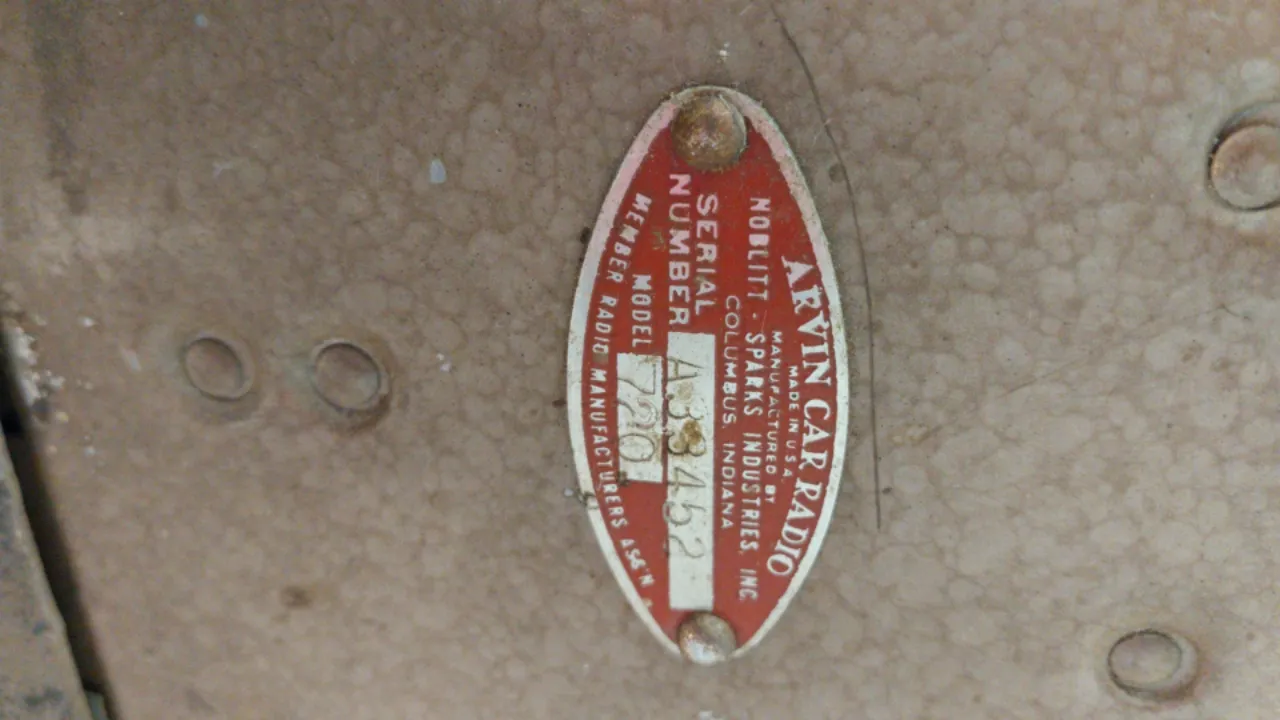 ARVIN CAR RADIO
MADE IN U.S.A.
MANUFACTURED BY
NOBLITT - SPARKS INDUSTRIES, INC.
COLUMBUS, INDIANA
SERIAL
NUMBER A33452
MODEL 720
MEMBER RADIO MANUFACTURERS ASS'N